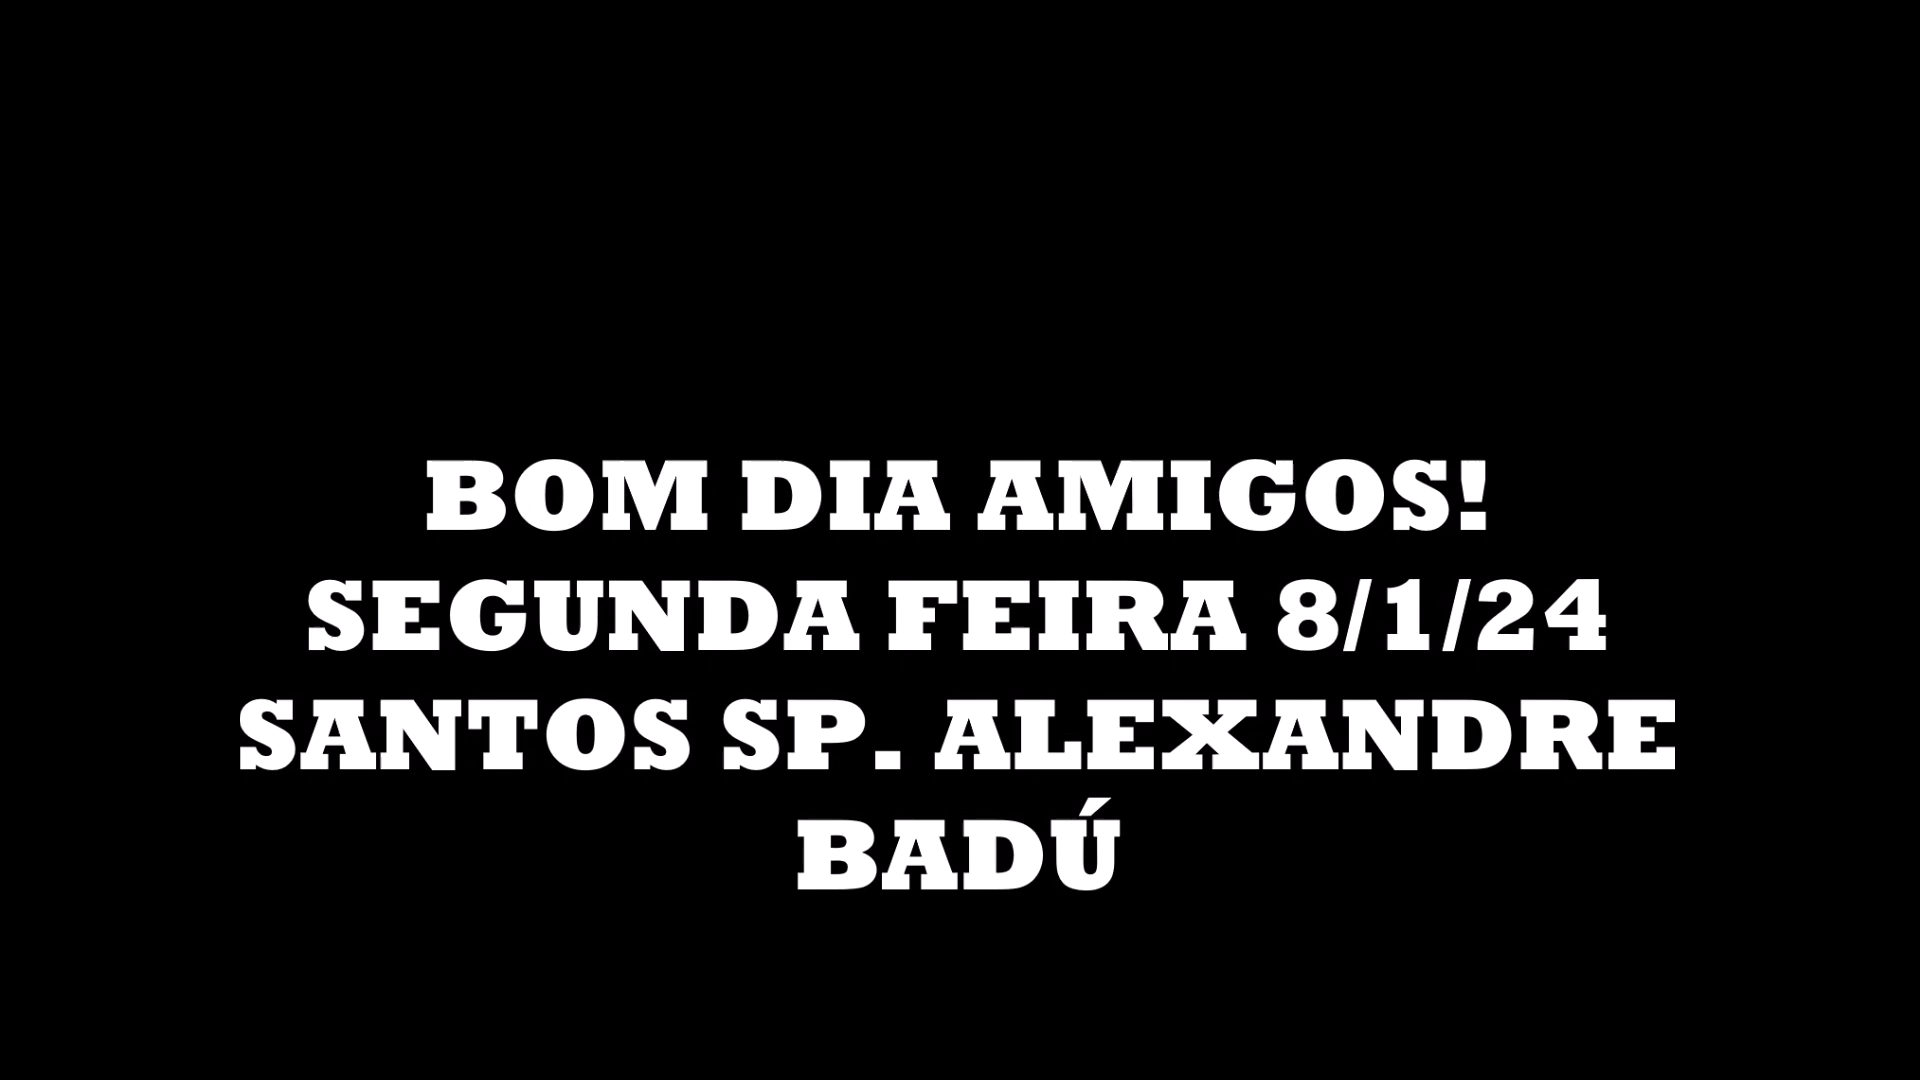 BOM DIA AMIGOS!
SEGUNDA FEIRA 8/1/24
SANTOS SP. ALEXANDRE
BADÚ